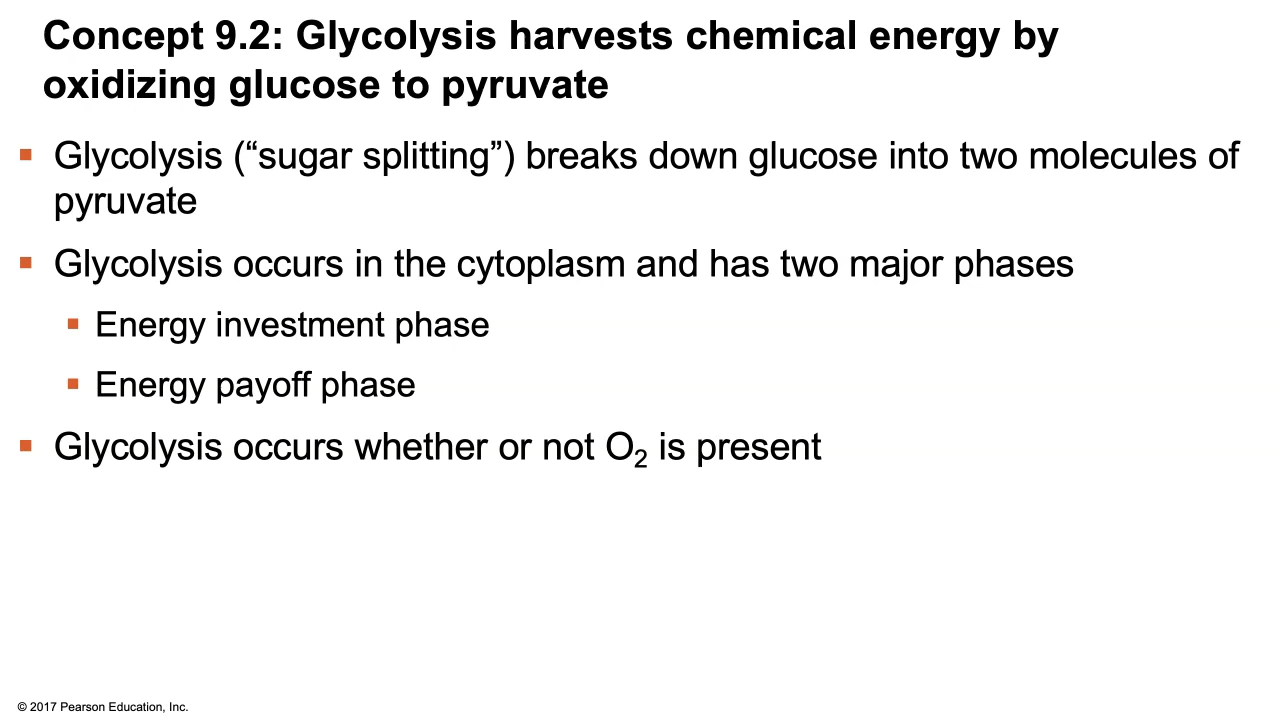 Concept 9.2: Glycolysis harvests chemical energy by
oxidizing glucose to pyruvate
▪ Glycolysis (“sugar splitting”) breaks down glucose into two molecules of
pyruvate
▪ Glycolysis occurs in the cytoplasm and has two major phases
▪ Energy investment phase
▪ Energy payoff phase
▪ Glycolysis occurs whether or not O₂ is present
© 2017 Pearson Education, Inc.